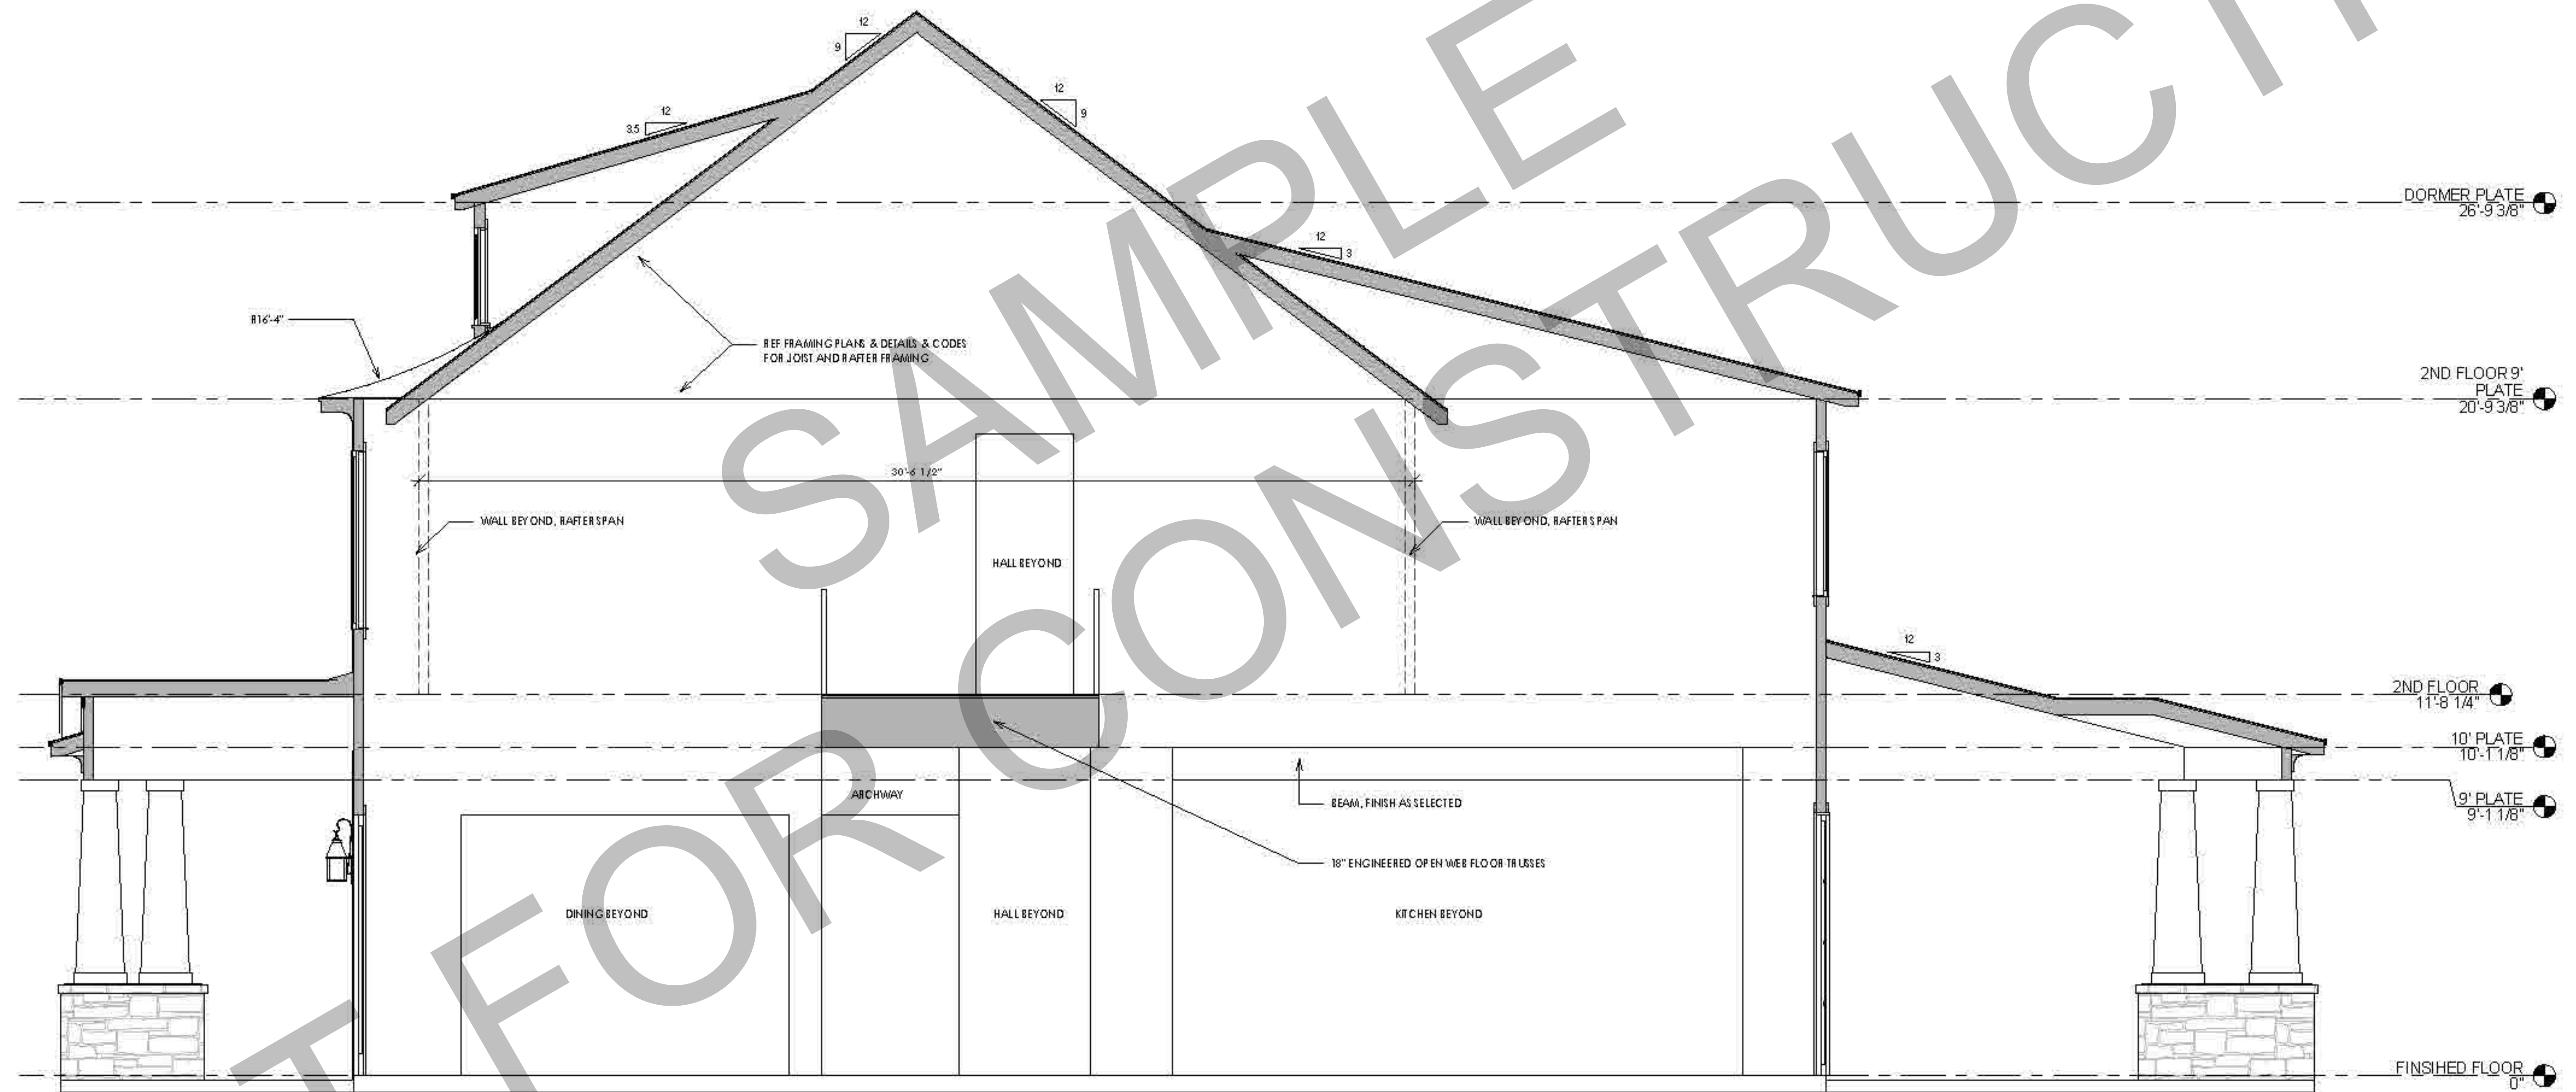 12
9
12
9
12
3.5
12
3
DORMER PLATE
26'-9 3/8"
R16'-4"
REF FRAMING PLANS & DETAILS & CODES
FOR JOIST AND RAFTER FRAMING
2ND FLOOR 9'
PLATE
20'-9 3/8"
30'-6 1/2"
WALL BEYOND, RAFTER SPAN
WALL BEYOND, RAFTER SPAN
HALL BEYOND
12
3
2ND FLOOR
11'-8 1/4"
10' PLATE
10'-1 1/8"
ARCHWAY
BEAM, FINISH AS SELECTED
9' PLATE
9'-1 1/8"
18" ENGINEERED OPEN WEB FLOOR TRUSSES
DINING BEYOND
HALL BEYOND
KITCHEN BEYOND
FINSIHED FLOOR
0"
SAMPLE
T FOR CONSTRUCTI